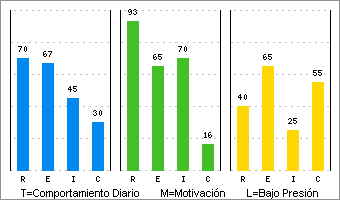 93
70 67 65 70 65
45 55
30 40
16 25
R E I C R E I C R E I C
T=Comportamiento Diario M=Motivación L=Bajo Presión